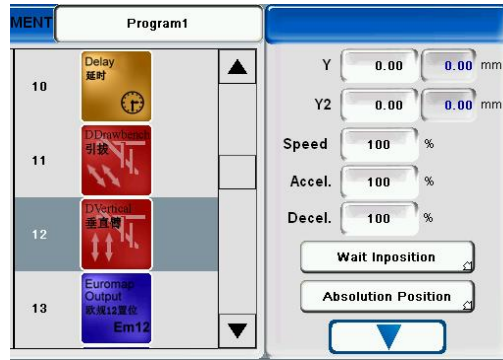 MENT
Program1
10
Delay
延时
11
DDrawbench
引拔
12
DVertical
垂直臂
13
Euromap
Output
欧规12置位
Em12
Y 0.00 0.00 mm
Y2 0.00 0.00 mm
Speed 100 %
Accel. 100 %
Decel. 100 %
Wait Inposition
Absolution Position